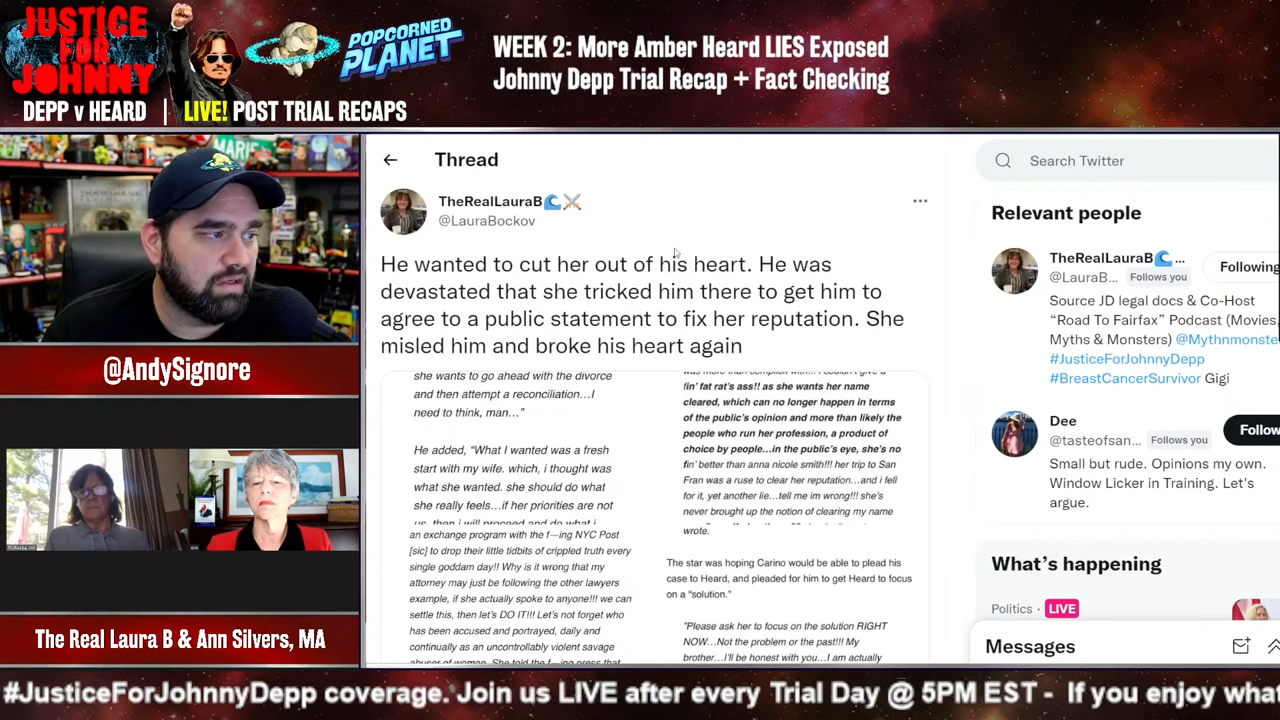 JUSTICE
FOR
JOHNNY
DEPP v HEARD | LIVE! POST TRIAL RECAPS
POPCORNED
PLANET
WEEK 2: More Amber Heard LIES Exposed
Johnny Depp Trial Recap + Fact Checking
@AndySignore
The Real Laura B & Ann Silvers, MA
Thread
TheRealLauraB
@LauraBockov
He wanted to cut her out of his heart. He was
devastated that she tricked him there to get him to
agree to a public statement to fix her reputation. She
misled him and broke his heart again
she wants to go ahead with the divorce
and then attempt a reconciliation…I
need to think, man…”
He added, “What I wanted was a fresh
start with my wife. which, i thought was
what she wanted. she should do what
she really feels…if her priorities are not
us, then i will proceed and do what i
an exchange program with the f—ing NYC Post
[sic] to drop their little tidbits of corrupted truth every
single goddam day!! Why is it wrong that my
attorney may just be following the other lawyers
example, if she actually spoke to anyone!!! we can
settle this, then let’s DO IT!!! Let’s not forget who
has been accused and portrayed, daily and
continually as an uncontrollably violent savage
abuser of women. She told the f—ing press that
fin’ fat rat’s ass!! as she wants her name
cleared, which can no longer happen in terms
of the public’s opinion and more than likely the
people who run her profession, a product of
choice by people…in the public’s eye, she’s no
fin’ better than anna nicole smith!!! her trip to San
Fran was a ruse to clear her reputation…and i fell
for it, yet another lie…tell me im wrong!!! she’s
never brought up the notion of clearing my name
wrote.
The star was hoping Carino would be able to plead his
case to Heard, and pleaded for him to get Heard to focus
on a “solution.”
"Please ask her to focus on the solution RIGHT
NOW…Not the problem or the past!!! My
brother…I’ll be honest with you…I am actually
Search Twitter
Relevant people
TheRealLauraB ...
@LauraB... Follows you
Following
Source JD legal docs & Co-Host
“Road To Fairfax” Podcast (Movies,
Myths & Monsters) @Mythnmonste
#JusticeForJohnnyDepp
#BreastCancerSurvivor Gigi
Dee
@tasteofsan... Follows you
Follow
Small but rude. Opinions my own.
Window Licker in Training. Let's
argue.
What’s happening
Politics · LIVE
Messages
#JusticeForJohnnyDepp coverage. Join us LIVE after every Trial Day @ 5PM EST - If you enjoy what